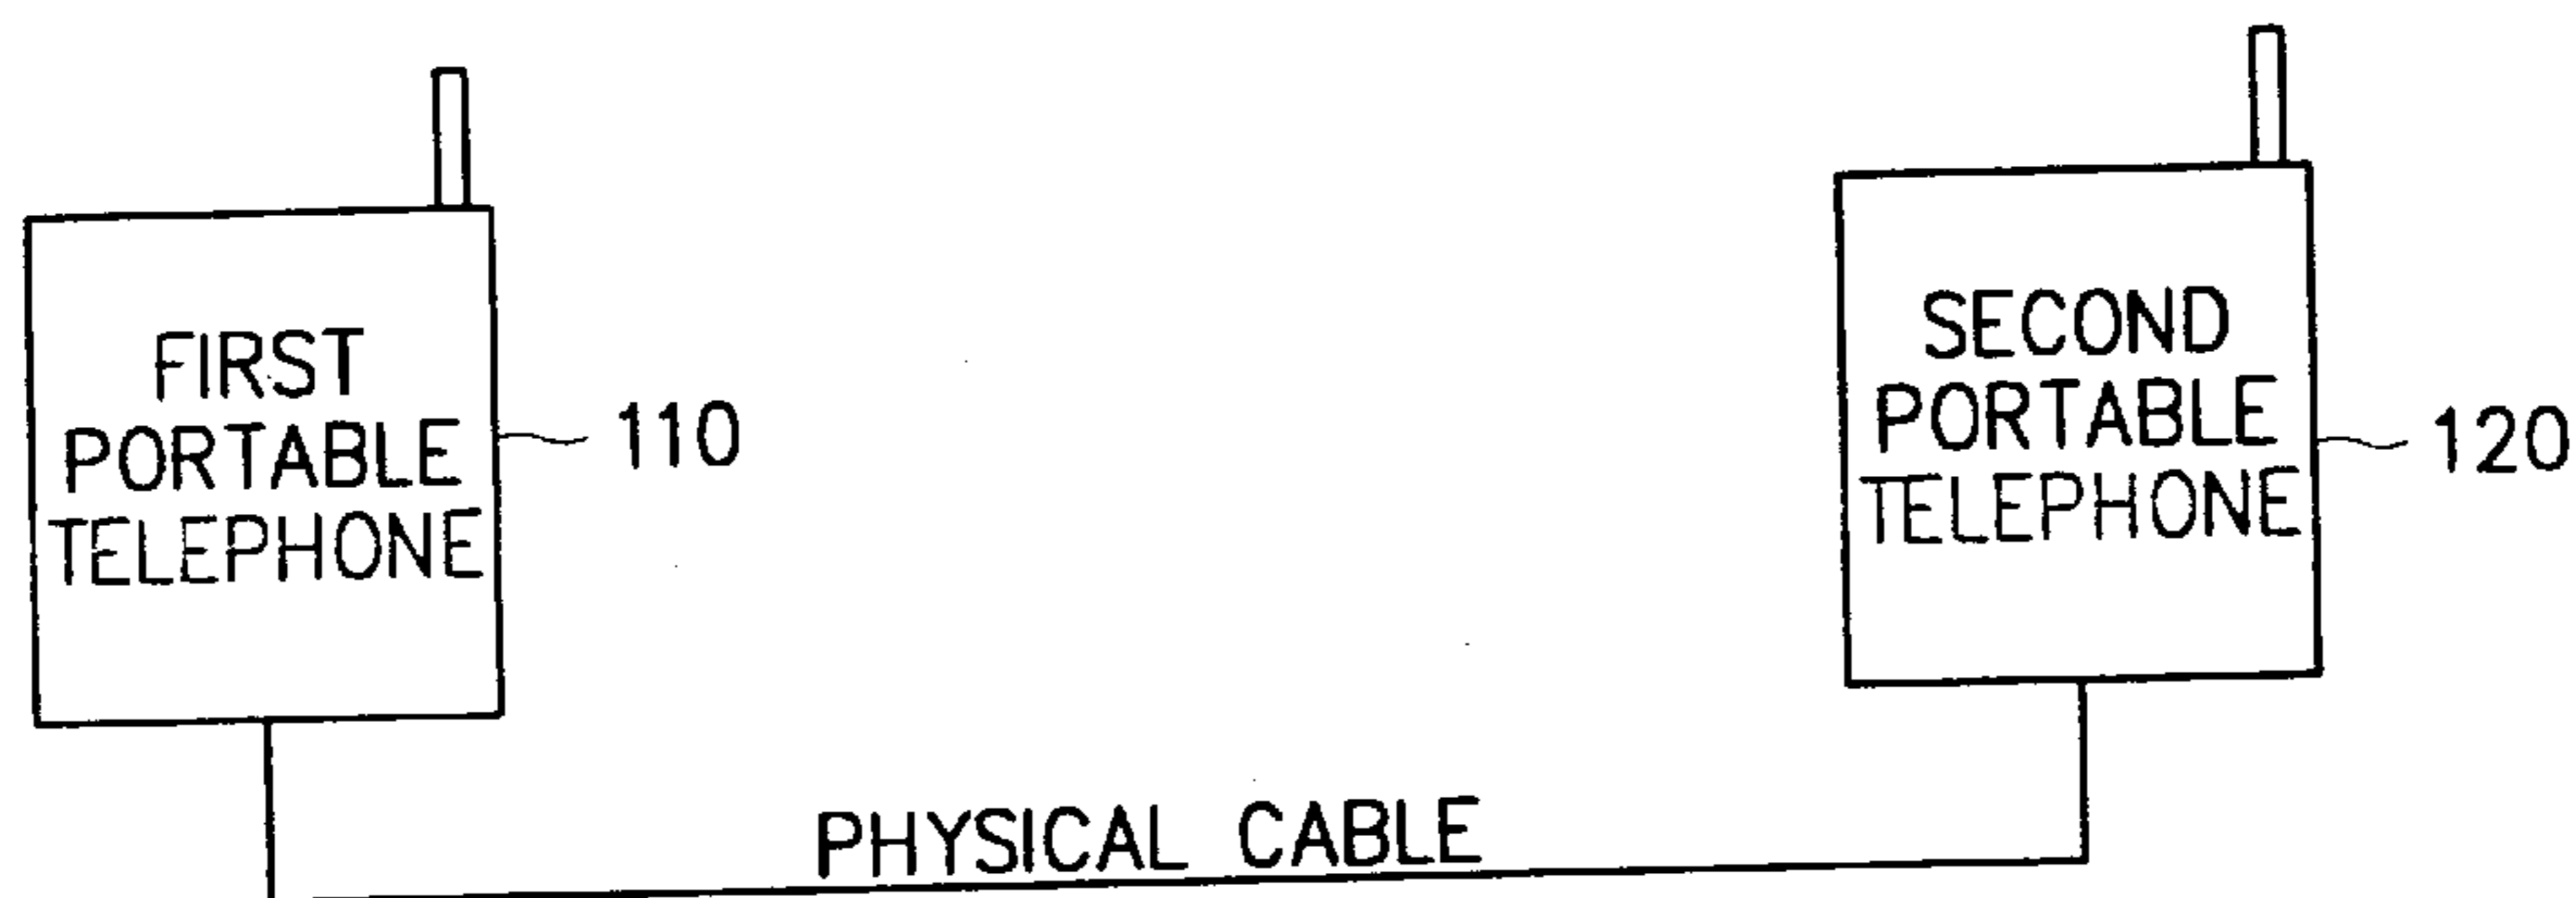 FIRST
PORTABLE
TELEPHONE
110
SECOND
PORTABLE
TELEPHONE
120
PHYSICAL CABLE